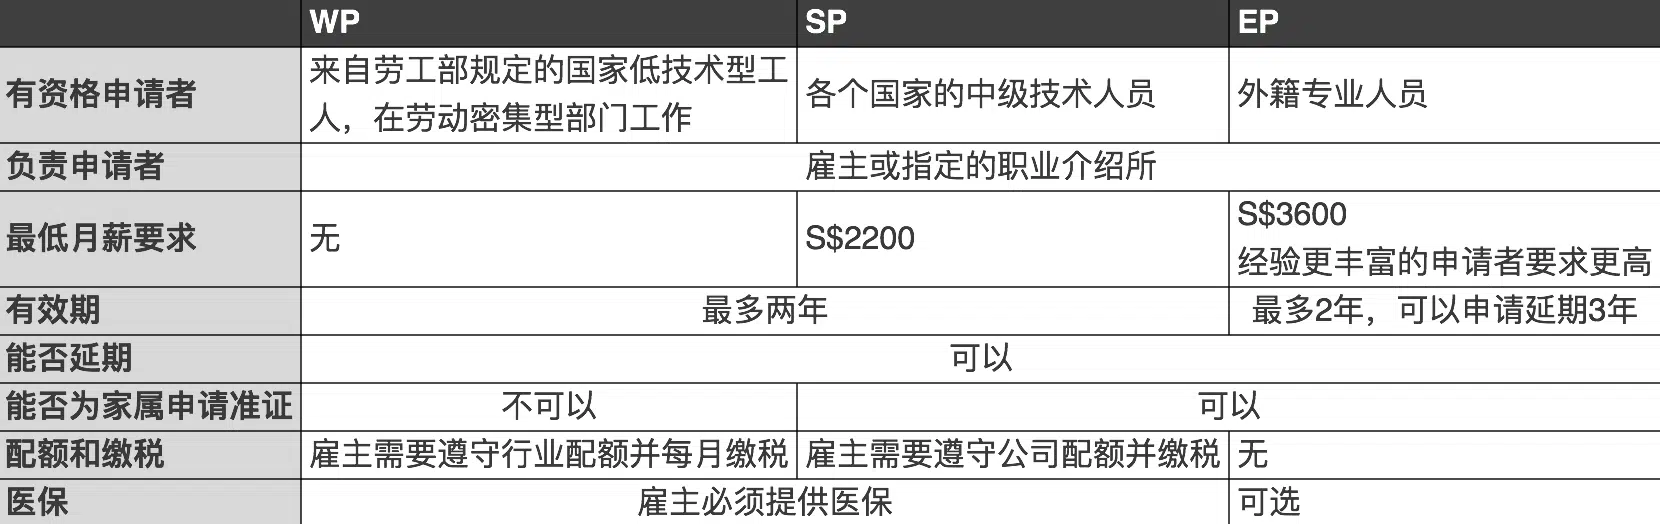 WP SP EP
有资格申请者 来自劳工部规定的国家低技术型工人，在劳动密集型部门工作 各个国家的中级技术人员 外籍专业人员
负责申请者 雇主或指定的职业介绍所
最低月薪要求 无 S$2200 S$3600
经验更丰富的申请者要求更高
有效期 最多两年 最多2年，可以申请延期3年
能否延期 可以
能否为家属申请准证 不可以 可以
配额和缴税 雇主需要遵守行业配额并每月缴税 雇主需要遵守公司配额并缴税 无
医保 雇主必须提供医保 可选